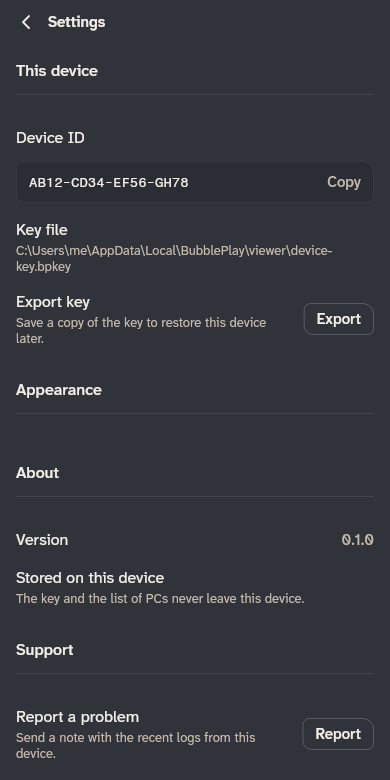 Settings
This device
Device ID
AB12-CD34-EF56-GH78 Copy
Key file
C:\Users\me\AppData\Local\BubblePlay\viewer\device-
key.bpkey
Export key
Save a copy of the key to restore this device
later.
Export
Appearance
About
Version 0.1.0
Stored on this device
The key and the list of PCs never leave this device.
Support
Report a problem
Send a note with the recent logs from this
device.
Report